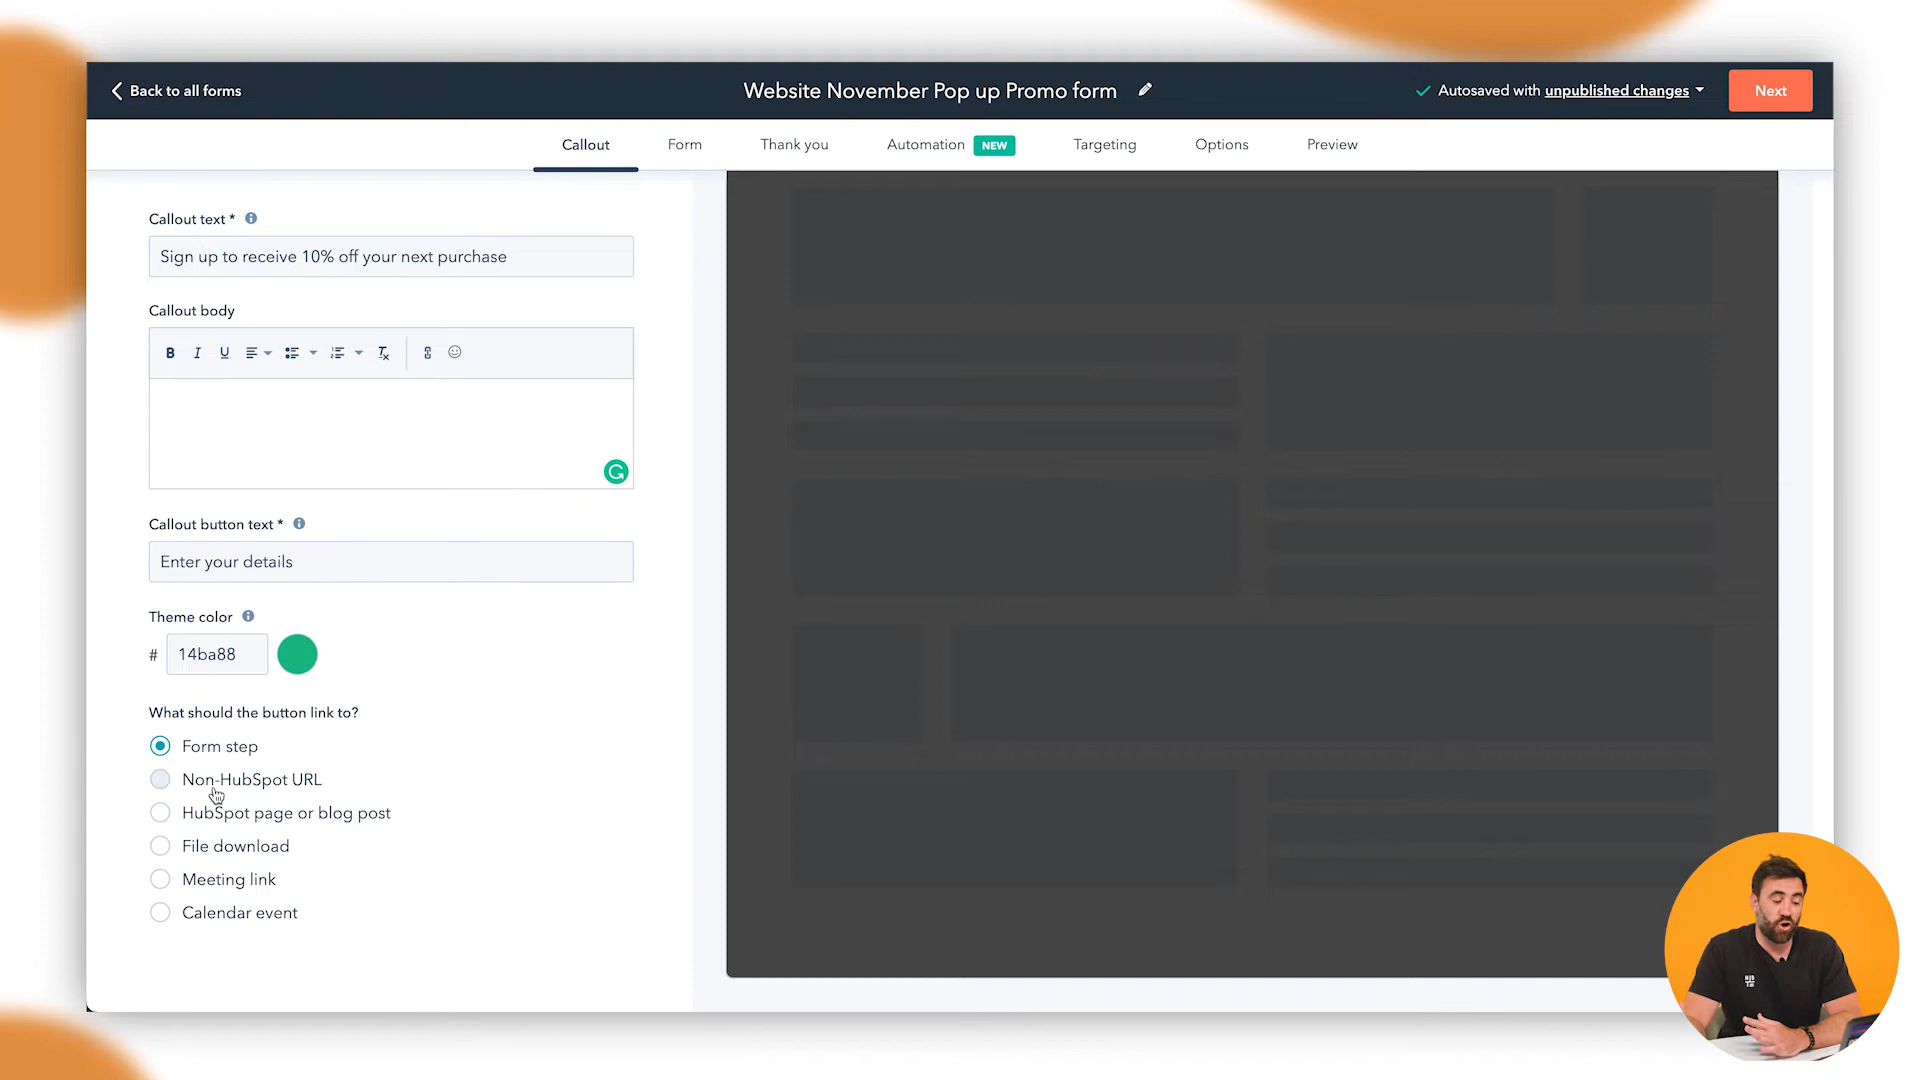 Back to all forms
Website November Pop up Promo form
Autosaved with unpublished changes
Next
Callout
Form
Thank you
Automation NEW
Targeting
Options
Preview
Callout text *
Sign up to receive 10% off your next purchase
Callout body
B I U
Callout button text *
Enter your details
Theme color
# 14ba88
What should the button link to?
Form step
Non-HubSpot URL
HubSpot page or blog post
File download
Meeting link
Calendar event